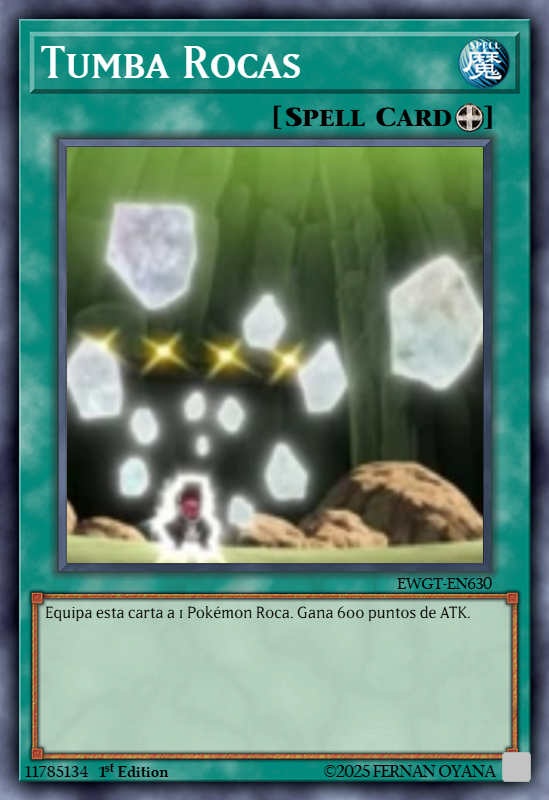 Tumba Rocas
SPELL
魔
[Spell Card]
EWGT-EN630
Equipa esta carta a 1 Pokémon Roca. Gana 600 puntos de ATK.
11785134 1st Edition ©2025 FERNAN OYANA